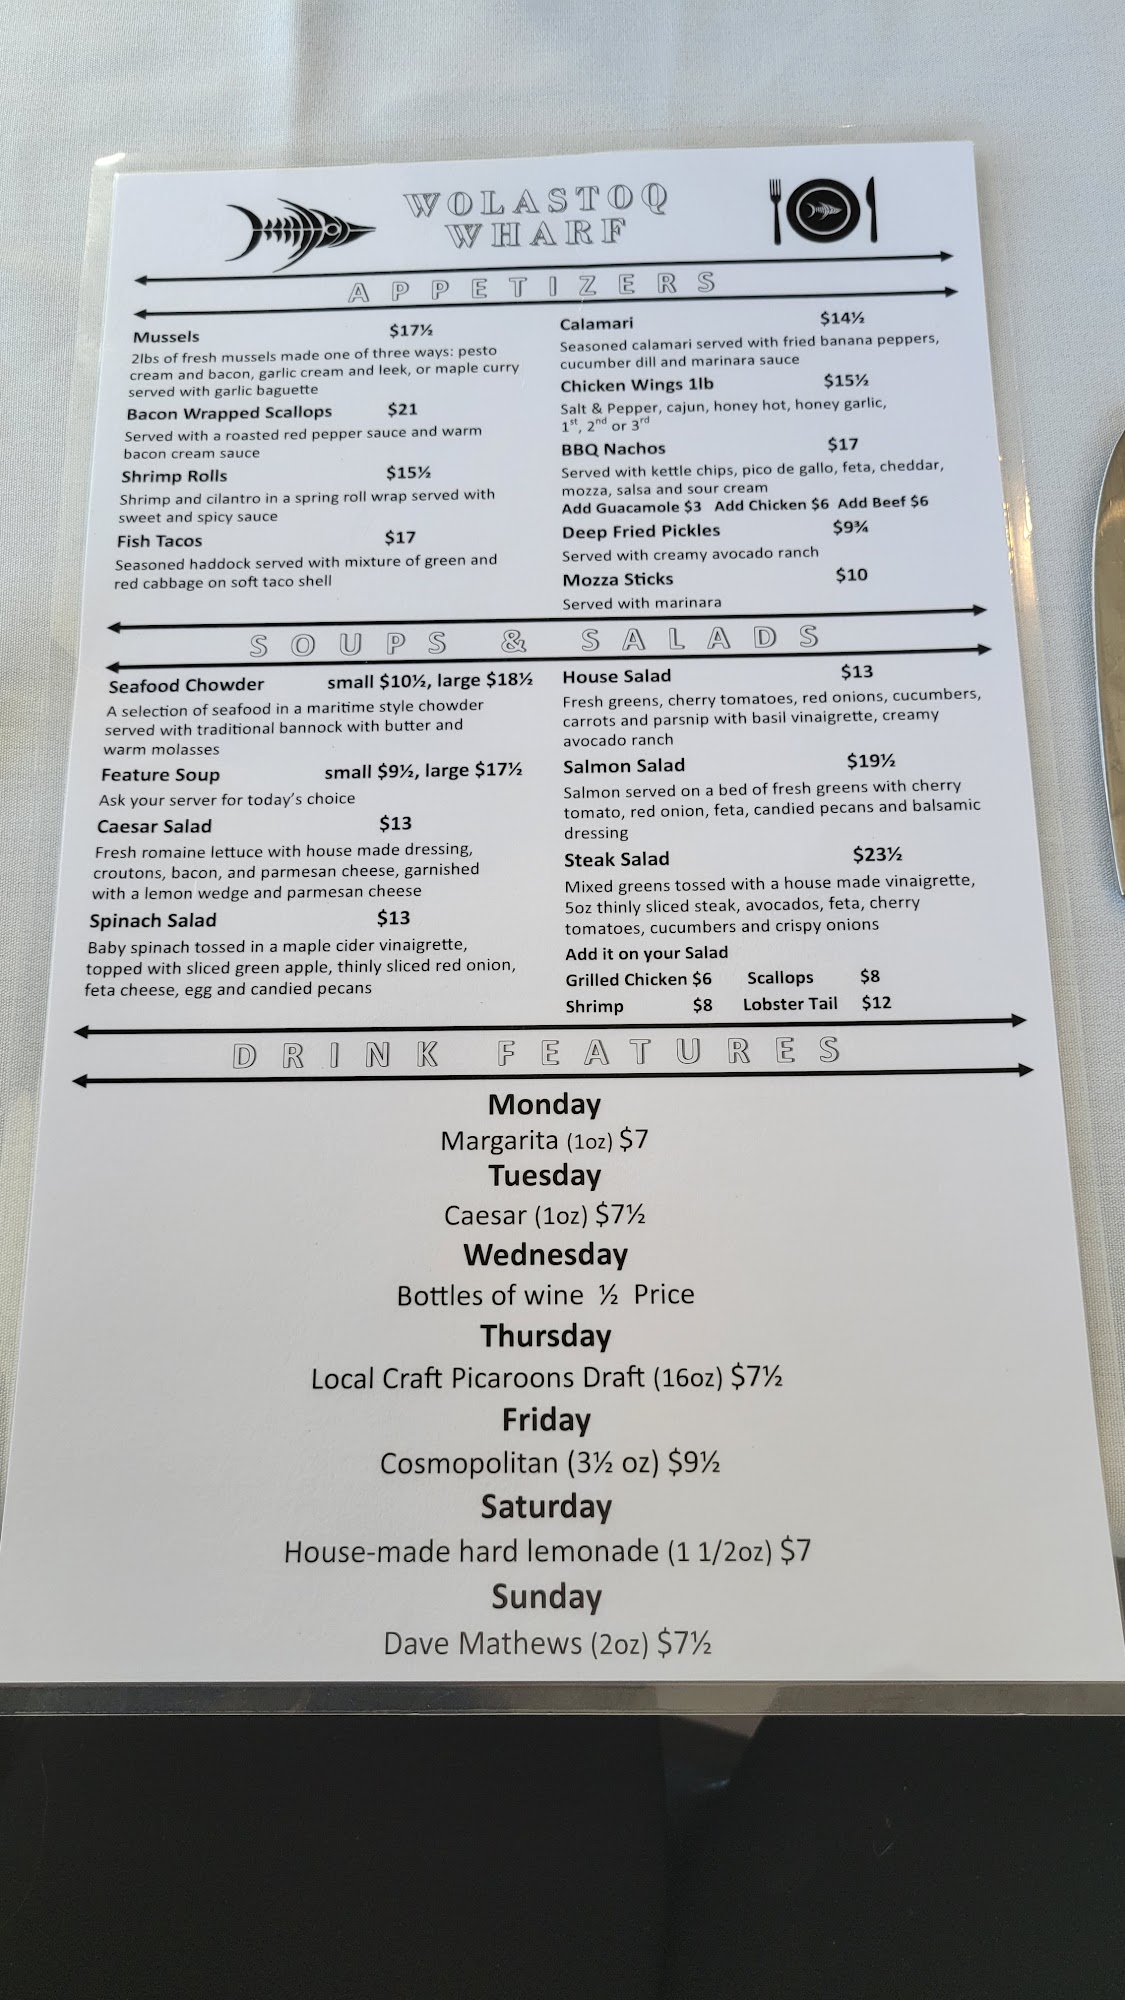 WOLASTOQ
WHARF
APPETIZERS
Mussels $17½
2lbs of fresh mussels made one of three ways: pesto
cream and bacon, garlic cream and leek, or maple curry
served with garlic baguette
Bacon Wrapped Scallops $21
Served with a roasted red pepper sauce and warm
bacon cream sauce
Shrimp Rolls $15½
Shrimp and cilantro in a spring roll wrap served with
sweet and spicy sauce
Fish Tacos $17
Seasoned haddock served with mixture of green and
red cabbage on soft taco shell
Calamari $14½
Seasoned calamari served with fried banana peppers,
cucumber dill and marinara sauce
Chicken Wings 1lb $15½
Salt & Pepper, cajun, honey hot, honey garlic,
1st, 2nd or 3rd
BBQ Nachos $17
Served with kettle chips, pico de gallo, feta, cheddar,
mozza, salsa and sour cream
Add Guacamole $3 Add Chicken $6 Add Beef $6
Deep Fried Pickles $9¾
Served with creamy avocado ranch
Mozza Sticks $10
Served with marinara
SOUPS & SALADS
Seafood Chowder small $10½, large $18½
A selection of seafood in a maritime style chowder
served with traditional bannock with butter and
warm molasses
Feature Soup small $9½, large $17½
Ask your server for today's choice
Caesar Salad $13
Fresh romaine lettuce with house made dressing,
croutons, bacon, and parmesan cheese, garnished
with a lemon wedge and parmesan cheese
Spinach Salad $13
Baby spinach tossed in a maple cider vinaigrette,
topped with sliced green apple, thinly sliced red onion,
feta cheese, egg and candied pecans
House Salad $13
Fresh greens, cherry tomatoes, red onions, cucumbers,
carrots and parsnip with basil vinaigrette, creamy
avocado ranch
Salmon Salad $19½
Salmon served on a bed of fresh greens with cherry
tomato, red onion, feta, candied pecans and balsamic
dressing
Steak Salad $23½
Mixed greens tossed with a house made vinaigrette,
5oz thinly sliced steak, avocados, feta, cherry
tomatoes, cucumbers and crispy onions
Add it on your Salad
Grilled Chicken $6 Scallops $8
Shrimp $8 Lobster Tail $12
DRINK FEATURES
Monday
Margarita (1oz) $7
Tuesday
Caesar (1oz) $7½
Wednesday
Bottles of wine ½ Price
Thursday
Local Craft Picaroons Draft (16oz) $7½
Friday
Cosmopolitan (3½ oz) $9½
Saturday
House-made hard lemonade (1 1/2oz) $7
Sunday
Dave Mathews (2oz) $7½